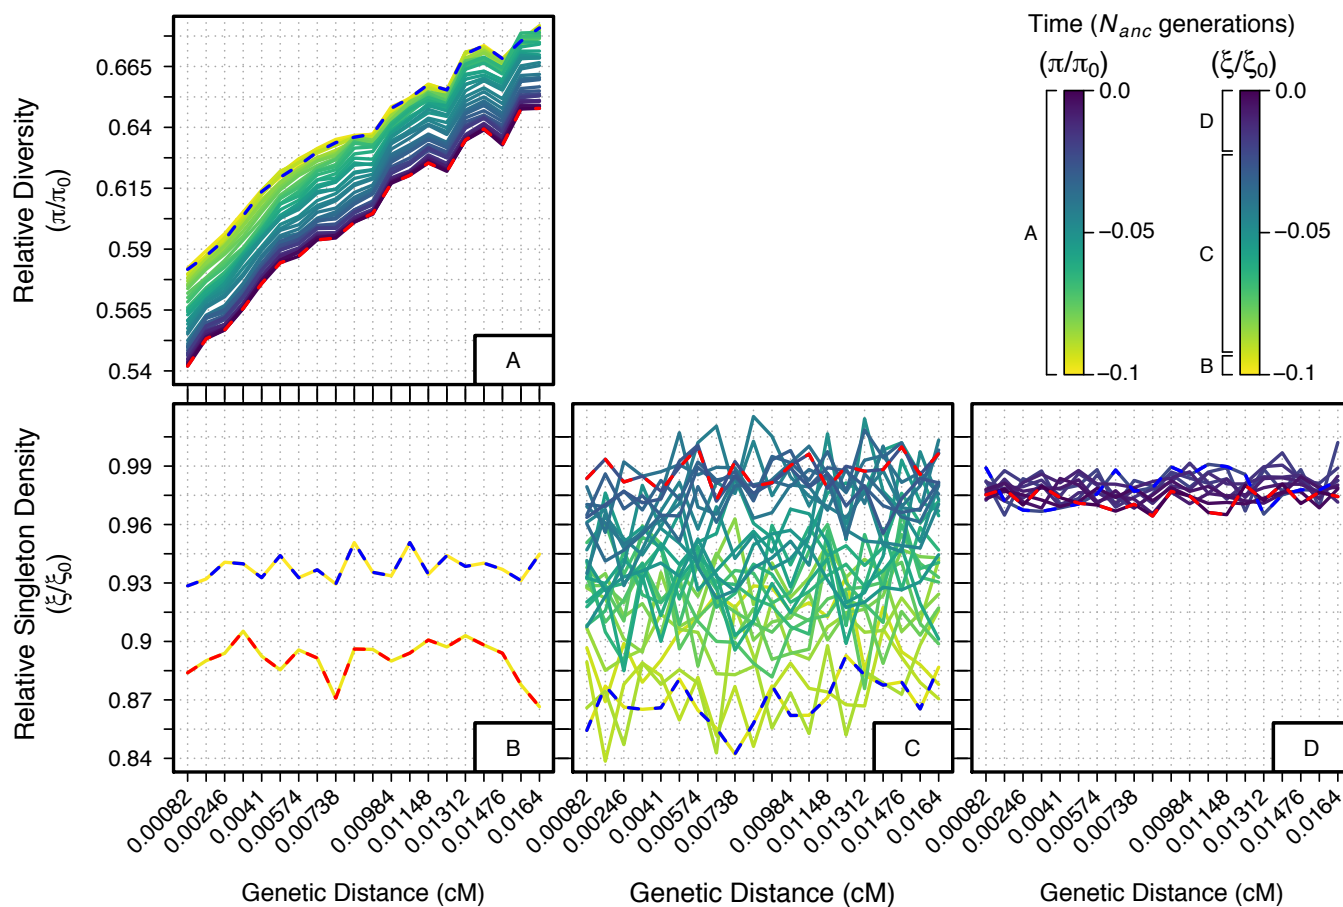 Relative Diversity
(π/π0)
0.665
0.64
0.615
0.59
0.565
0.54
A
Time (Nanc generations)
(π/π0)
(ξ/ξ0)
A
0.0
−0.05
−0.1
D
C
B
0.0
−0.05
−0.1
Relative Singleton Density
(ξ/ξ0)
0.99
0.96
0.93
0.9
0.87
0.84
B
C
D
0.00082
0.00246
0.0041
0.00574
0.00738
0.00984
0.01148
0.01312
0.01476
0.0164
Genetic Distance (cM)
0.00082
0.00246
0.0041
0.00574
0.00738
0.00984
0.01148
0.01312
0.01476
0.0164
Genetic Distance (cM)
0.00082
0.00246
0.0041
0.00574
0.00738
0.00984
0.01148
0.01312
0.01476
0.0164
Genetic Distance (cM)